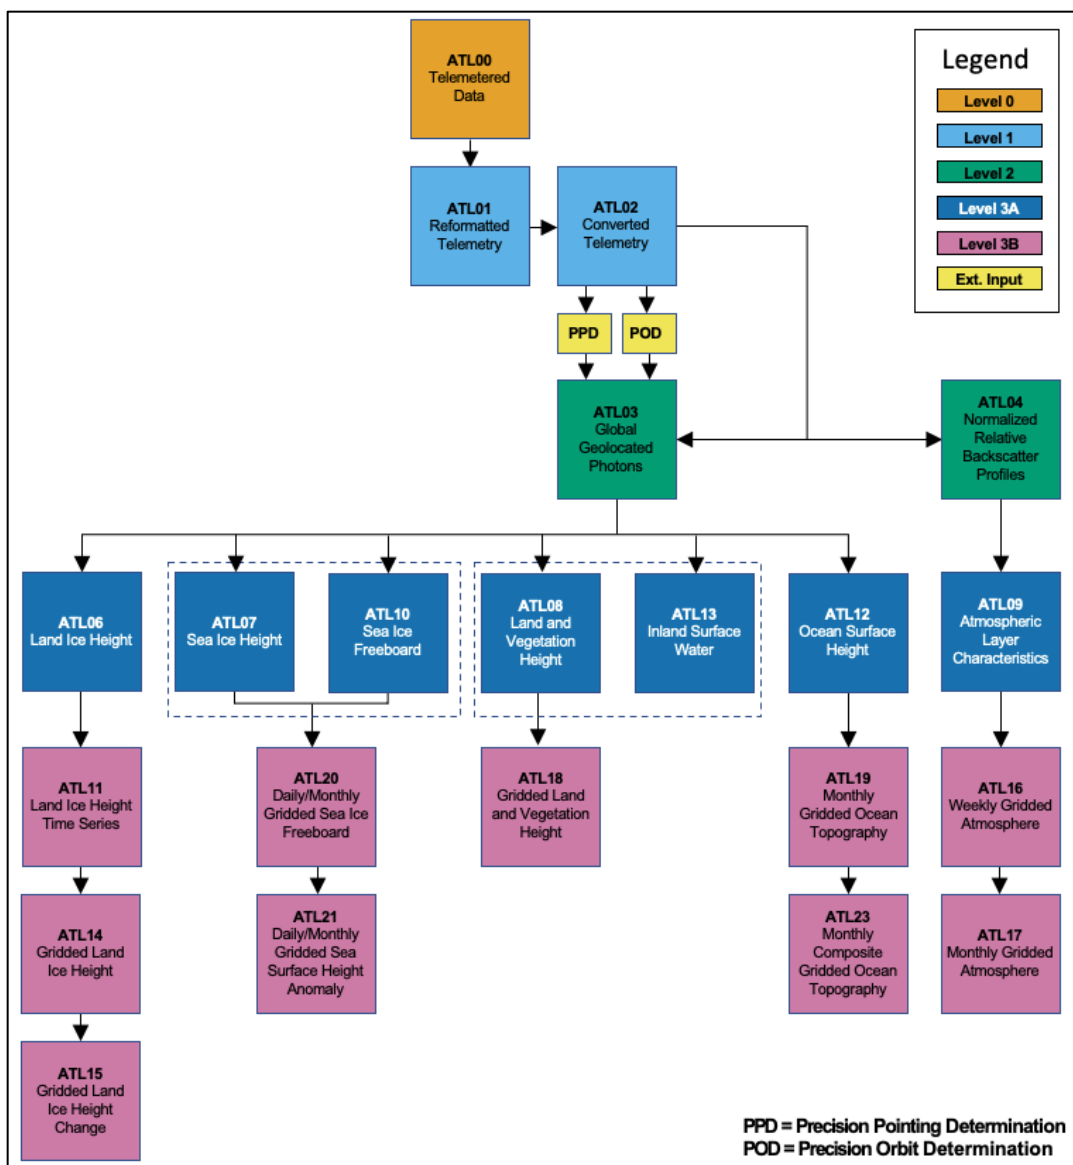 ATL00
Telemetered
Data
Legend
Level 0
Level 1
Level 2
Level 3A
Level 3B
Ext. Input
ATL01
Reformatted
Telemetry
ATL02
Converted
Telemetry
PPD
POD
ATL03
Global
Geolocated
Photons
ATL04
Normalized
Relative
Backscatter
Profiles
ATL06
Land Ice Height
ATL07
Sea Ice Height
ATL10
Sea Ice
Freeboard
ATL08
Land and
Vegetation
Height
ATL13
Inland Surface
Water
ATL12
Ocean Surface
Height
ATL09
Atmospheric
Layer
Characteristics
ATL11
Land Ice Height
Time Series
ATL20
Daily/Monthly
Gridded Sea Ice
Freeboard
ATL18
Gridded Land
and Vegetation
Height
ATL19
Monthly
Gridded Ocean
Topography
ATL16
Weekly Gridded
Atmosphere
ATL14
Gridded Land
Ice Height
ATL21
Daily/Monthly
Gridded Sea
Surface Height
Anomaly
ATL23
Monthly
Composite
Gridded Ocean
Topography
ATL17
Monthly Gridded
Atmosphere
ATL15
Gridded Land
Ice Height
Change
PPD = Precision Pointing Determination
POD = Precision Orbit Determination